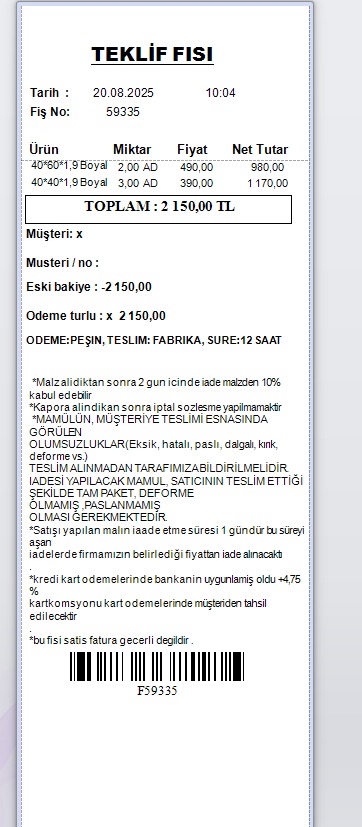 TEKLİF FISI
Tarih : 20.08.2025 10:04
Fiş No: 59335
Ürün Miktar Fiyat Net Tutar
40*60*1,9 Boyal 2,00 AD 490,00 980,00
40*40*1,9 Boyal 3,00 AD 390,00 1 170,00
TOPLAM : 2 150,00 TL
Müşteri: x
Musteri / no :
Eski bakiye : -2 150,00
Odeme turlu : x 2 150,00
ODEME:PEŞIN, TESLIM: FABRIKA, SURE:12 SAAT
*Malzalidiktan sonra 2 gun icinde iade malzden 10%
kabul edebilir
*Kapora alindikan sonra iptal sozlesme yapilmamaktir
*MAMÜLÜN, MÜŞTERİYE TESLİMİ ESNASINDA
GÖRÜLEN
OLUMSUZLUKLAR(Eksik, hatalı, paslı, dalgalı, kırık,
deforme vs.)
TESLİM ALINMADAN TARAFIMIZA BİLDİRİLMELİDİR.
IADESİ YAPILACAK MAMUL, SATICININ TESLİM ETTİĞİ
ŞEKİLDE TAM PAKET, DEFORME
ÖLMAMIŞ ,PASLANMAMIŞ
OLMASI GEREKMEKTEDİR.
*Satışı yapılan malın iaade etme süresi 1 gündür bu süreyi
aşan
iadelerde firmamızın belirlediği fiyattan iade alınacaktı
.
*kredi kart odemelerinde bankanin uygunlamiş oldu +4,75
%
kartkomsyonu kart odemelerinde müşteriden tahsil
edilecektir
.
*bu fisi satis fatura gecerli degildir .
F59335